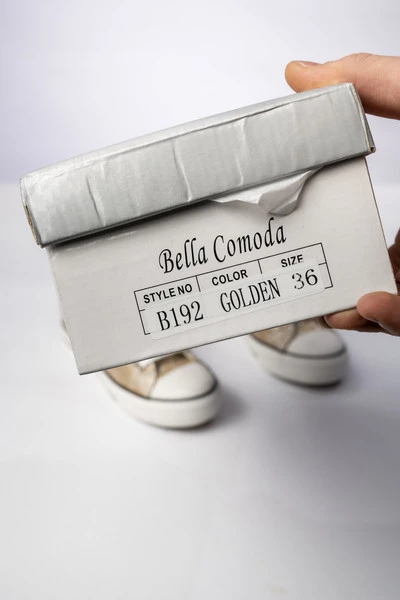 Bella Comoda
STYLE NO COLOR SIZE
B192 GOLDEN 36